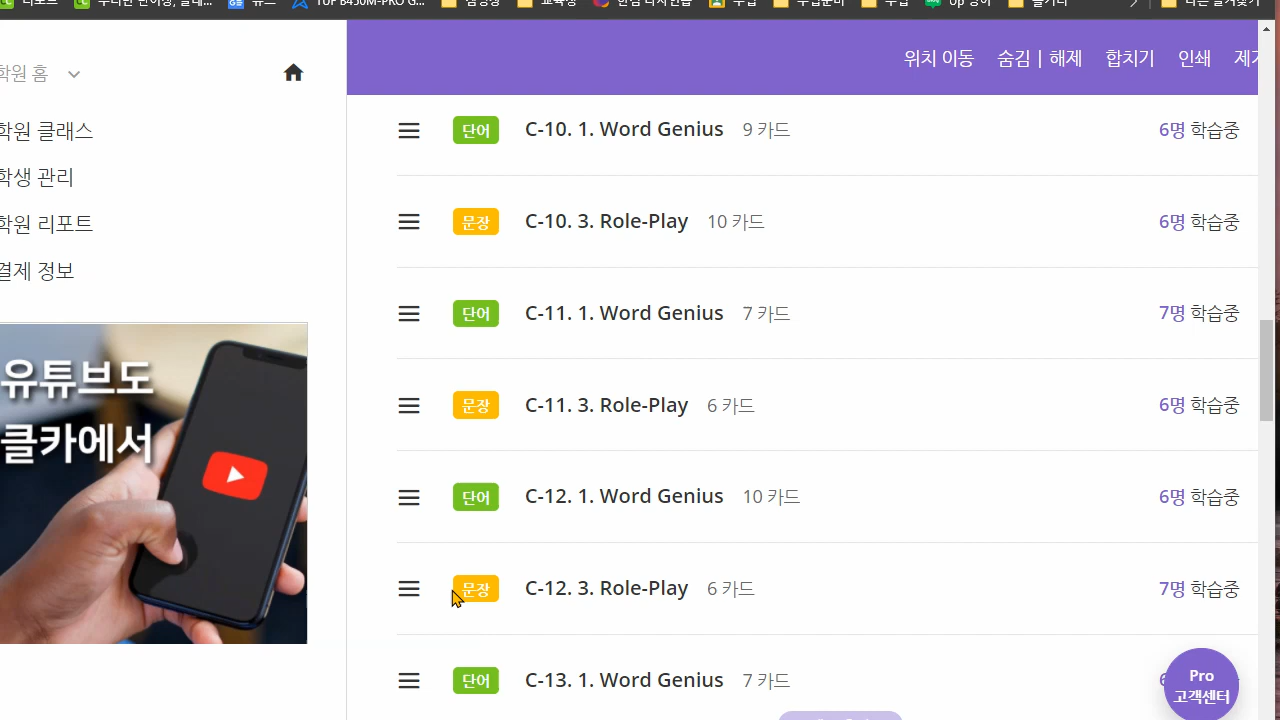 위치 이동 숨김 | 해제 합치기 인쇄
학원 홈
학원 클래스
학생 관리
학원 리포트
결제 정보
유튜브도
클카에서
단어 C-10. 1. Word Genius 9 카드 6명 학습중
문장 C-10. 3. Role-Play 10 카드 6명 학습중
단어 C-11. 1. Word Genius 7 카드 7명 학습중
문장 C-11. 3. Role-Play 6 카드 6명 학습중
단어 C-12. 1. Word Genius 10 카드 6명 학습중
문장 C-12. 3. Role-Play 6 카드 7명 학습중
단어 C-13. 1. Word Genius 7 카드
Pro
고객센터